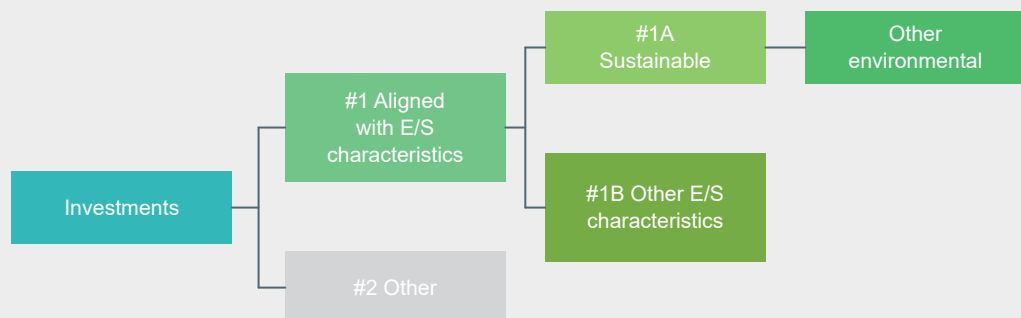 Investments
#1 Aligned
with E/S
characteristics
#2 Other
#1A
Sustainable
#1B Other E/S
characteristics
Other
environmental